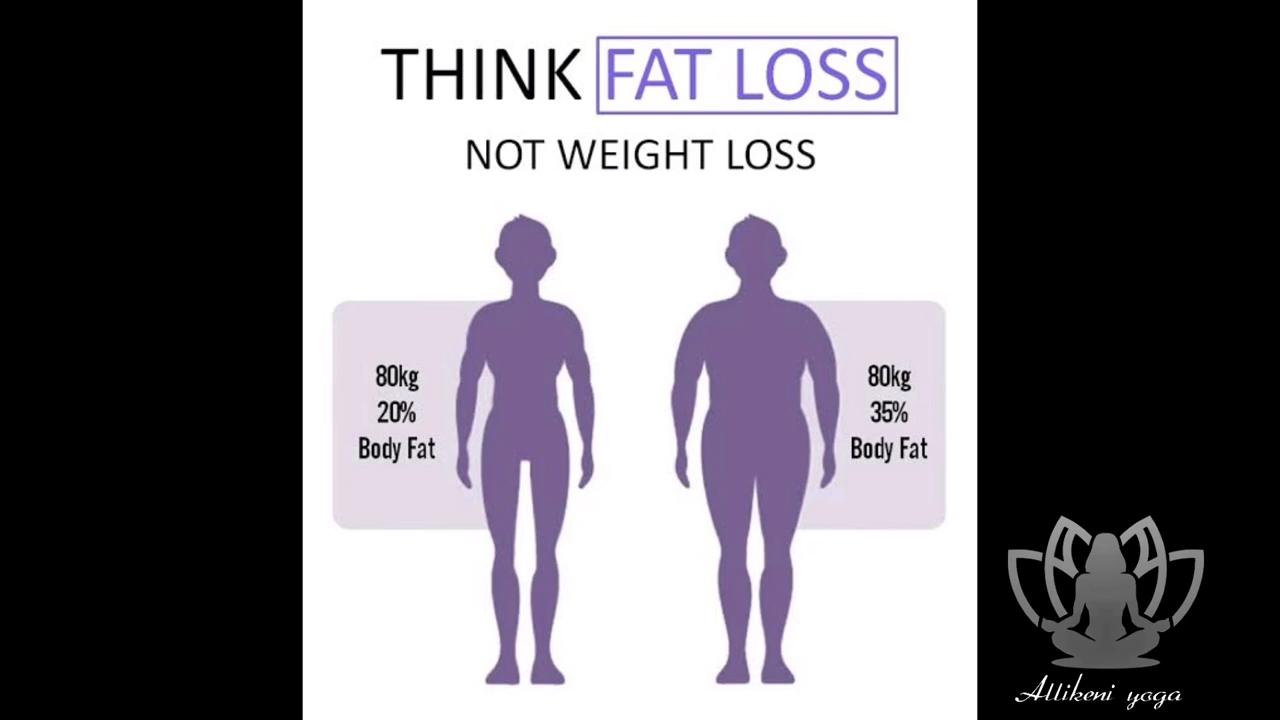 THINK FAT LOSS
NOT WEIGHT LOSS
80kg
20%
Body Fat
80kg
35%
Body Fat
Allikeni yoga